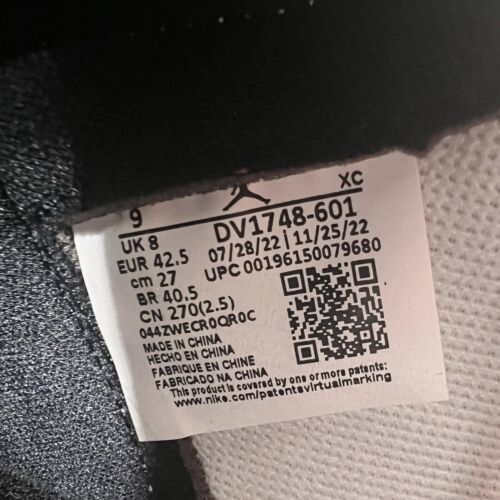 9
XC
UK 8
DV1748-601
EUR 42.5
07/28/22 | 11/25/22
cm 27
UPC 00196150079680
BR 40.5
CN 270(2.5)
044ZWECR0QR0C
MADE IN CHINA
HECHO EN CHINA
FABRIQUE EN CHINE
FABRICADO NA CHINA
This product is covered by one or more patents:
www.nike.com/patentsvirtualmarking